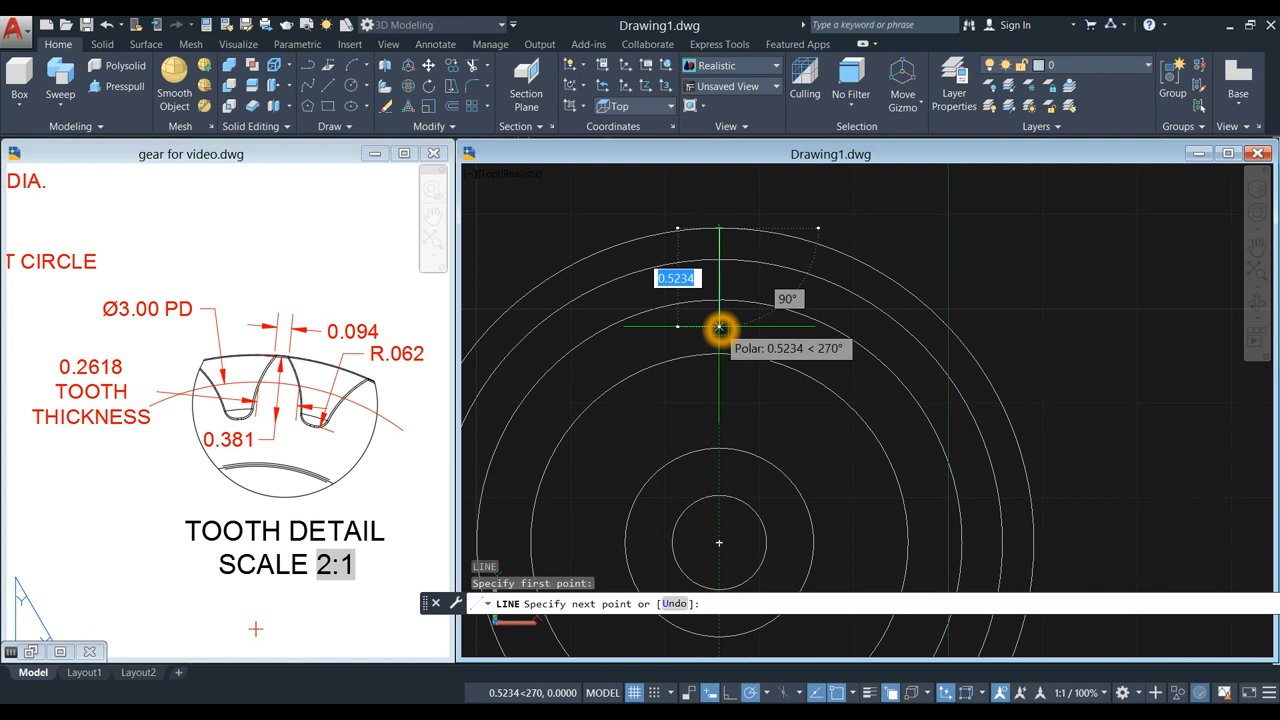 3D Modeling
Drawing1.dwg
Type a keyword or phrase
Sign In
Home
Solid
Surface
Mesh
Visualize
Parametric
Insert
View
Annotate
Manage
Output
Add-ins
Collaborate
Express Tools
Featured Apps
Box
Sweep
Polysolid
Presspull
Smooth
Object
Section
Plane
Realistic
Unsaved View
Top
Culling
No Filter
Move
Gizmo
Layer
Properties
0
Group
Base
Modeling
Mesh
Solid Editing
Draw
Modify
Section
Coordinates
View
Selection
Layers
Groups
View
gear for video.dwg
Drawing1.dwg
[−][Top][Realistic]
DIA.
T CIRCLE
Ø3.00 PD
0.094
R.062
0.2618
TOOTH
THICKNESS
0.381
TOOTH DETAIL
SCALE 2:1
Y
0.5234
90°
Polar: 0.5234 < 270°
LINE
Specify first point:
LINE Specify next point or [Undo]:
Model
Layout1
Layout2
+
0.5234<270, 0.0000
MODEL
1:1 / 100%